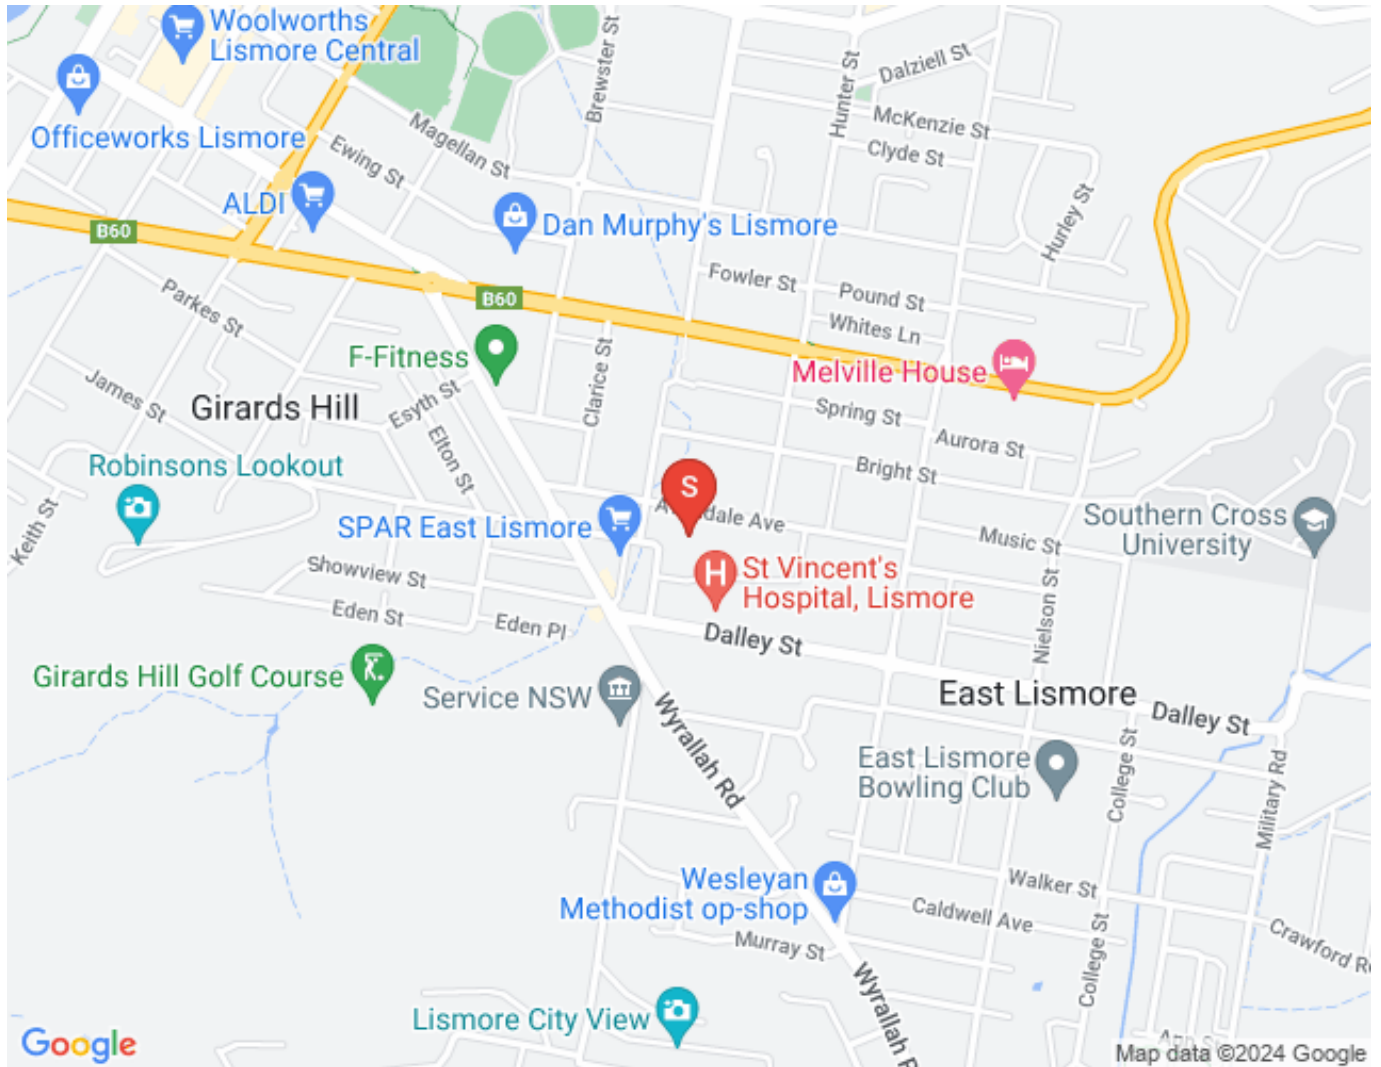 Woolworths
Lismore Central
Brewster St
Hunter St
Dalziell St
Officeworks Lismore
McKenzie St
Magellan St
Ewing St
Clyde St
ALDI
Hurley St
Dan Murphy's Lismore
B60
Fowler St
Pound St
B60
Parkes St
Whites Ln
F-Fitness
Melville House
James St
Clarice St
Esyth St
Girards Hill
Spring St
Aurora St
Elton St
Robinsons Lookout
Bright St
S
Keith St
SPAR East Lismore
Ave
Music St
Southern Cross
University
Showview St
H
St Vincent's
Hospital, Lismore
Eden St
Eden Pl
Dalley St
Nielson St
Girards Hill Golf Course
Service NSW
East Lismore
Dalley St
Wyrallah Rd
East Lismore
Bowling Club
College St
Military Rd
Wesleyan
Methodist op-shop
Walker St
Caldwell Ave
Crawford
Murray St
College St
Wyrallah
Lismore City View
Google
Map data ©2024 Google